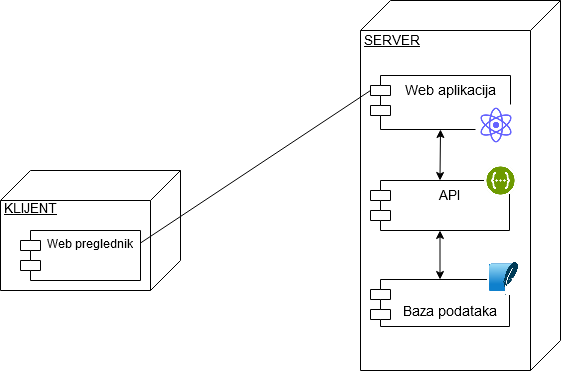 SERVER
Web aplikacija
API
Baza podataka
KLIJENT
Web preglednik